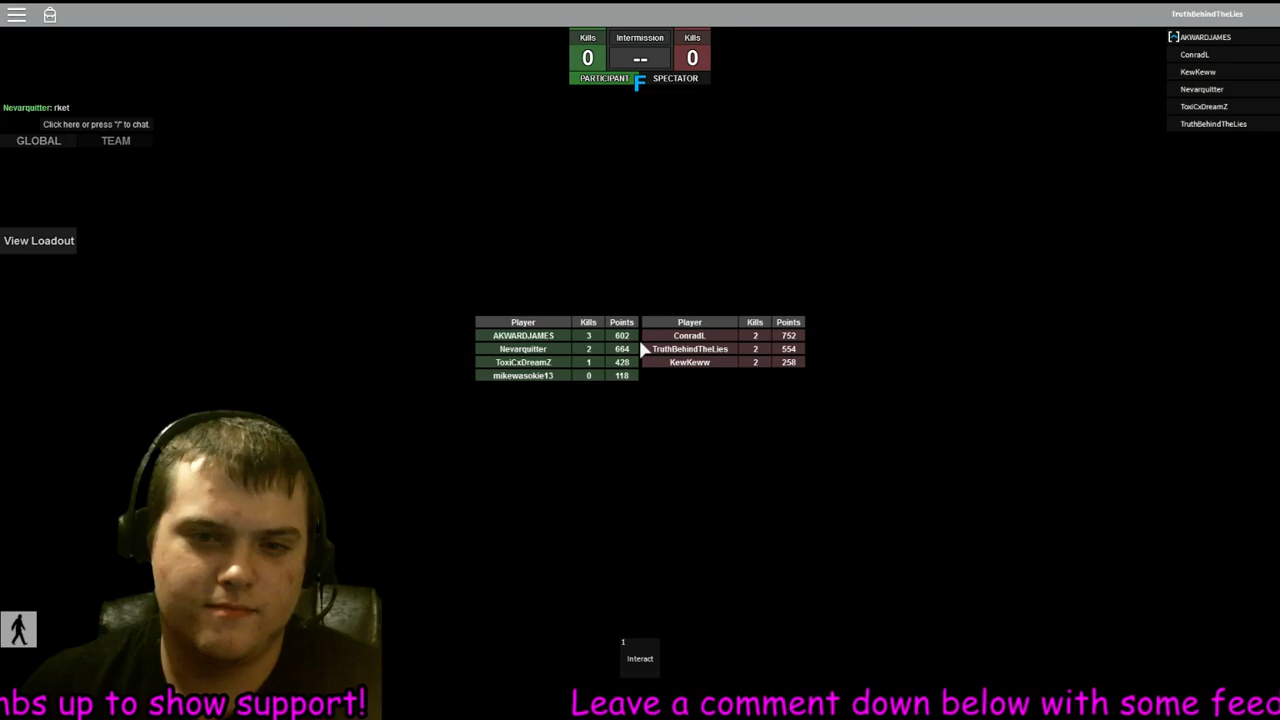 TruthBehindTheLies
AKWARDJAMES
ConradL
KewKeww
Nevarquitter
ToxiCxDreamZ
TruthBehindTheLies
Kills Intermission Kills
0 -- 0
PARTICIPANT F SPECTATOR
Nevarquitter: rket
Click here or press "/" to chat.
GLOBAL TEAM
View Loadout
Player Kills Points Player Kills Points
AKWARDJAMES 3 602 ConradL 2 752
Nevarquitter 2 664 TruthBehindTheLies 2 554
ToxiCxDreamZ 1 428 KewKeww 2 258
mikewasokie13 0 118
1
Interact
mbs up to show support! Leave a comment down below with some feed